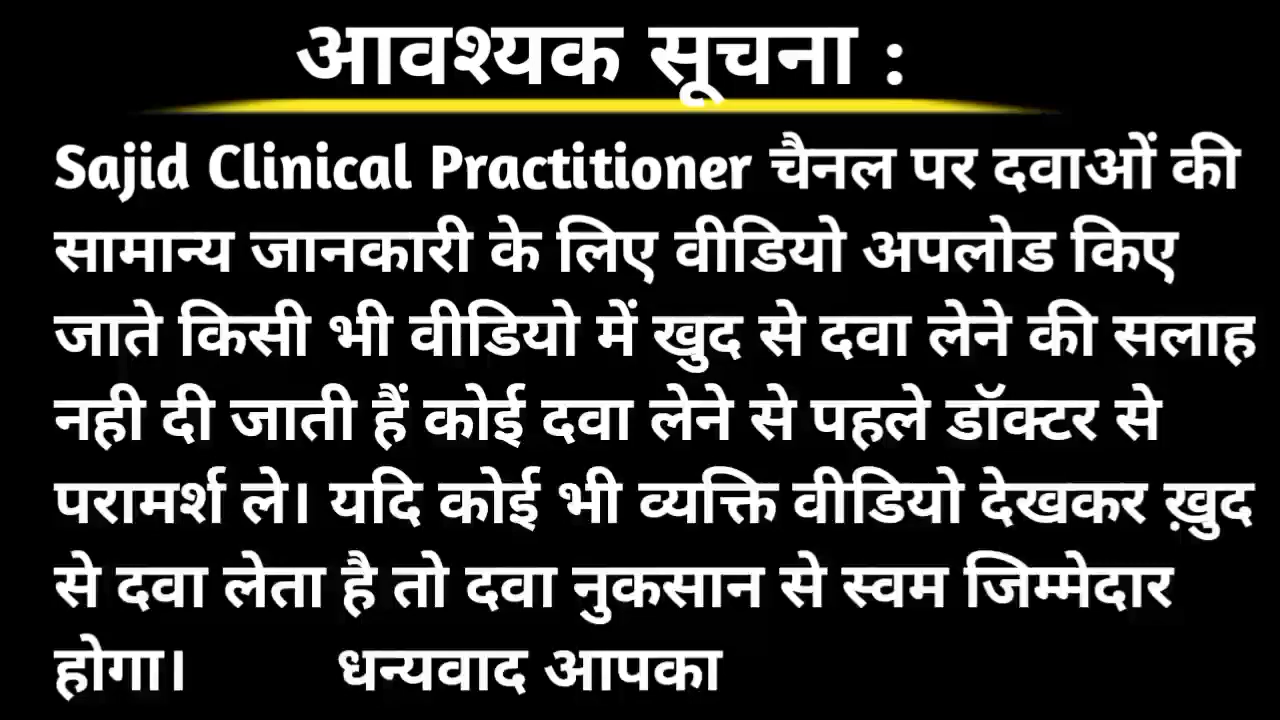 आवश्यक सूचना :
Sajid Clinical Practitioner चैनल पर दवाओं की
सामान्य जानकारी के लिए वीडियो अपलोड किए
जाते किसी भी वीडियो में खुद से दवा लेने की सलाह
नही दी जाती हैं कोई दवा लेने से पहले डॉक्टर से
परामर्श ले। यदि कोई भी व्यक्ति वीडियो देखकर ख़ुद
से दवा लेता है तो दवा नुकसान से स्वम जिम्मेदार
होगा। धन्यवाद आपका